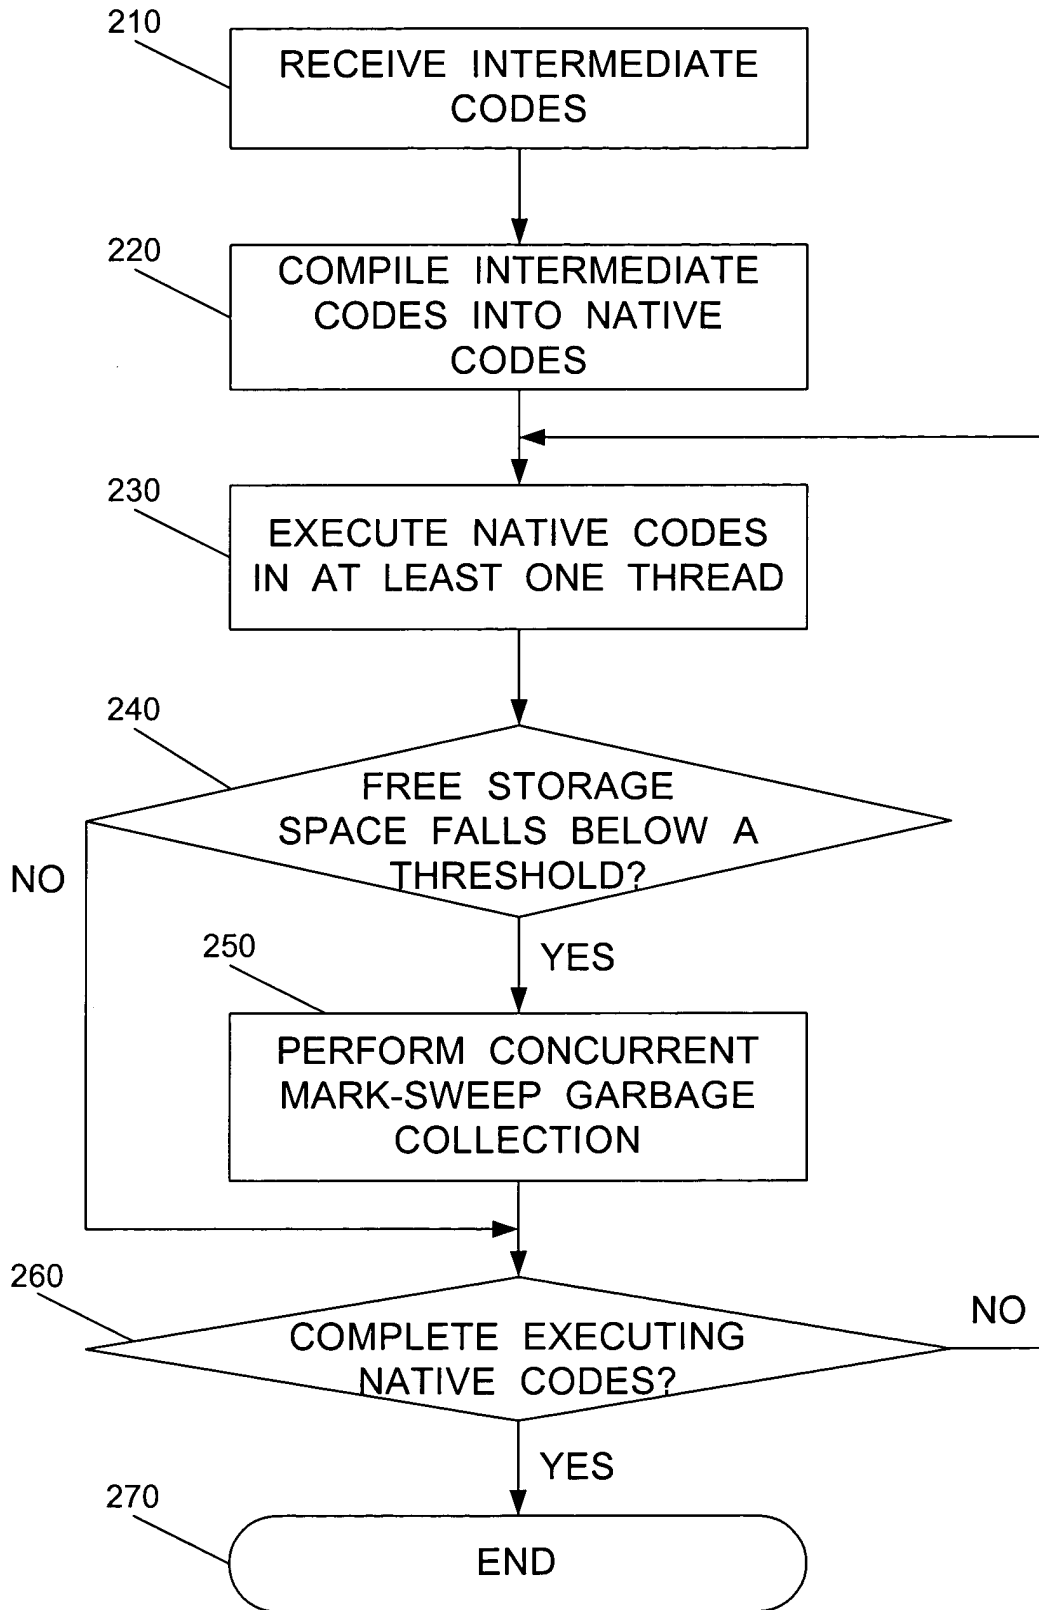 210
RECEIVE INTERMEDIATE
CODES
220
COMPILE INTERMEDIATE
CODES INTO NATIVE
CODES
230
EXECUTE NATIVE CODES
IN AT LEAST ONE THREAD
240
FREE STORAGE
SPACE FALLS BELOW A
THRESHOLD?
NO
YES
250
PERFORM CONCURRENT
MARK-SWEEP GARBAGE
COLLECTION
260
COMPLETE EXECUTING
NATIVE CODES?
NO
YES
270
END